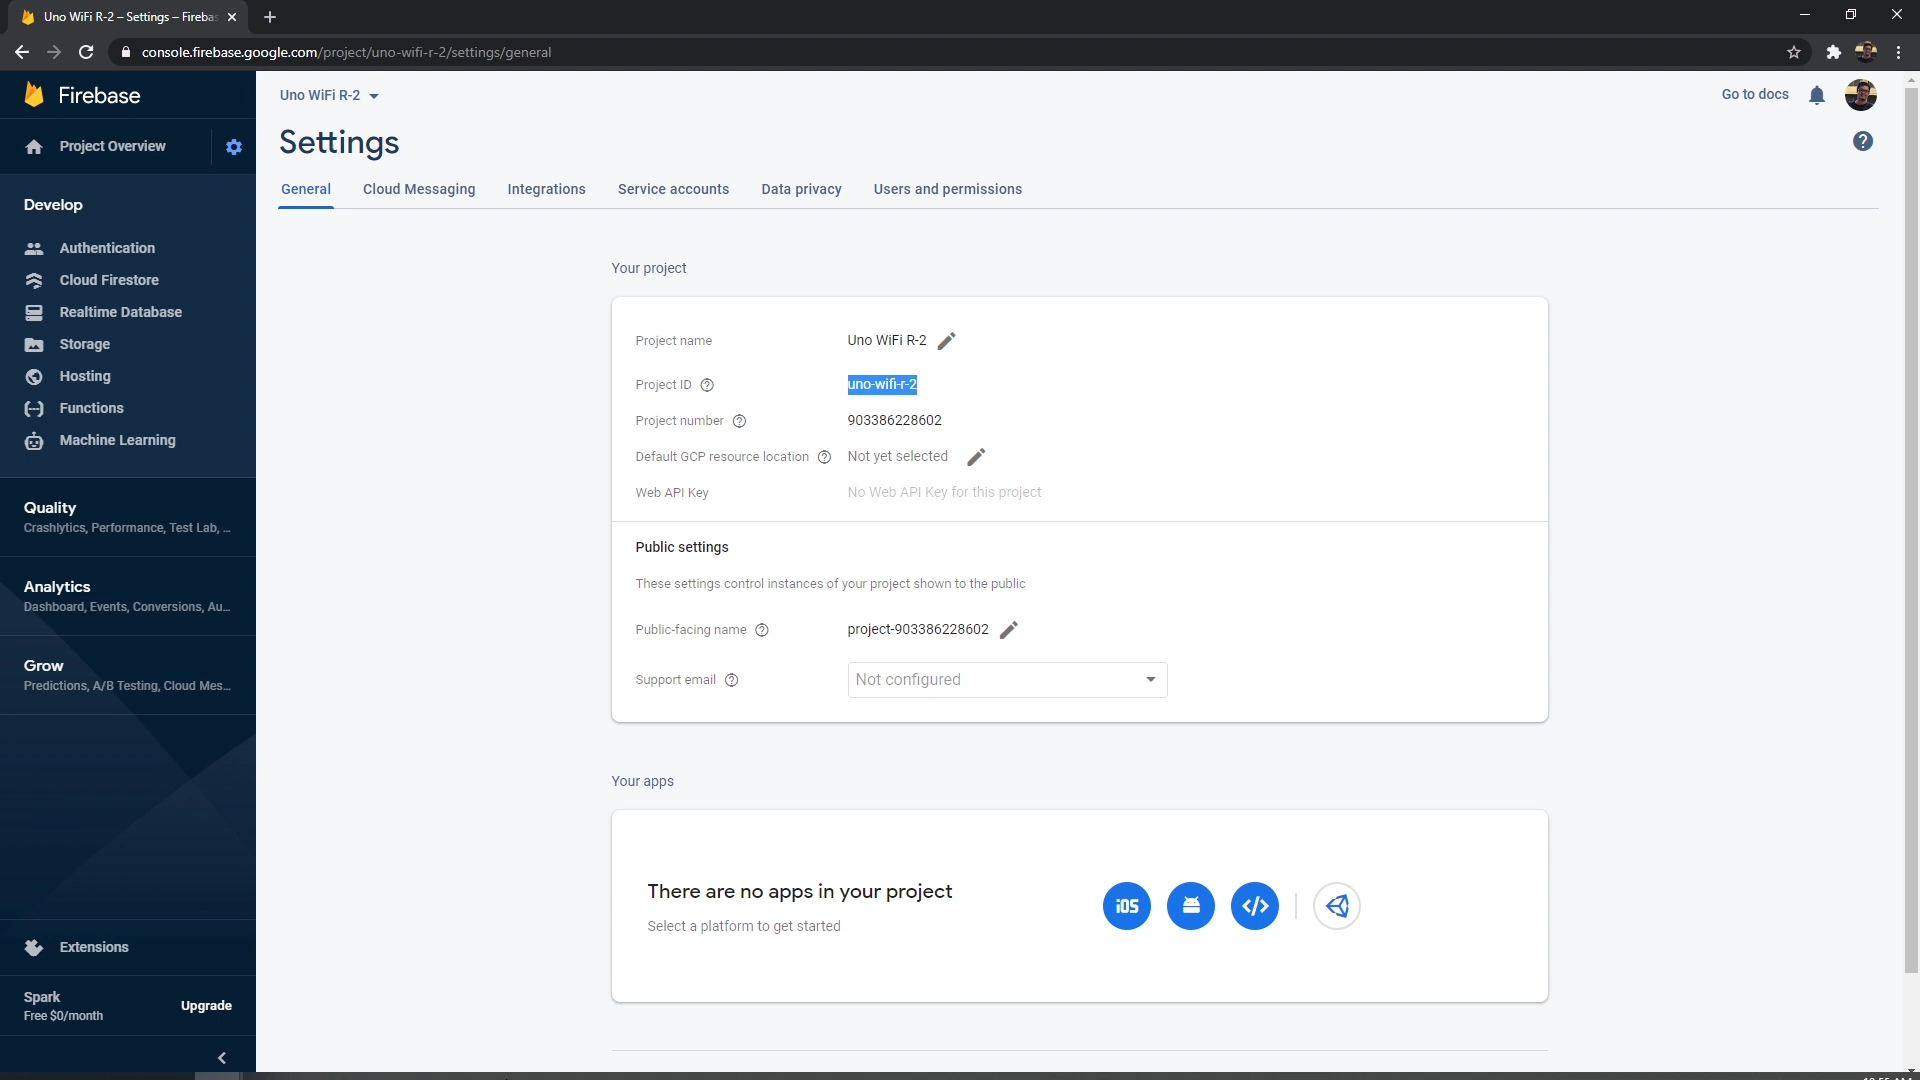 Uno WiFi R-2 – Settings – Fireba
console.firebase.google.com/project/uno-wifi-r-2/settings/general
Firebase
Uno WiFi R-2
Go to docs
Project Overview
Settings
General
Cloud Messaging
Integrations
Service accounts
Data privacy
Users and permissions
Develop
Authentication
Cloud Firestore
Realtime Database
Storage
Hosting
Functions
Machine Learning
Quality
Crashlytics, Performance, Test Lab, ...
Analytics
Dashboard, Events, Conversions, Au...
Grow
Predictions, A/B Testing, Cloud Mes...
Extensions
Spark
Free $0/month
Upgrade
Your project
Project name
Uno WiFi R-2
Project ID
uno-wifi-r-2
Project number
903386228602
Default GCP resource location
Not yet selected
Web API Key
No Web API Key for this project
Public settings
These settings control instances of your project shown to the public
Public-facing name
project-903386228602
Support email
Not configured
Your apps
There are no apps in your project
Select a platform to get started
iOS